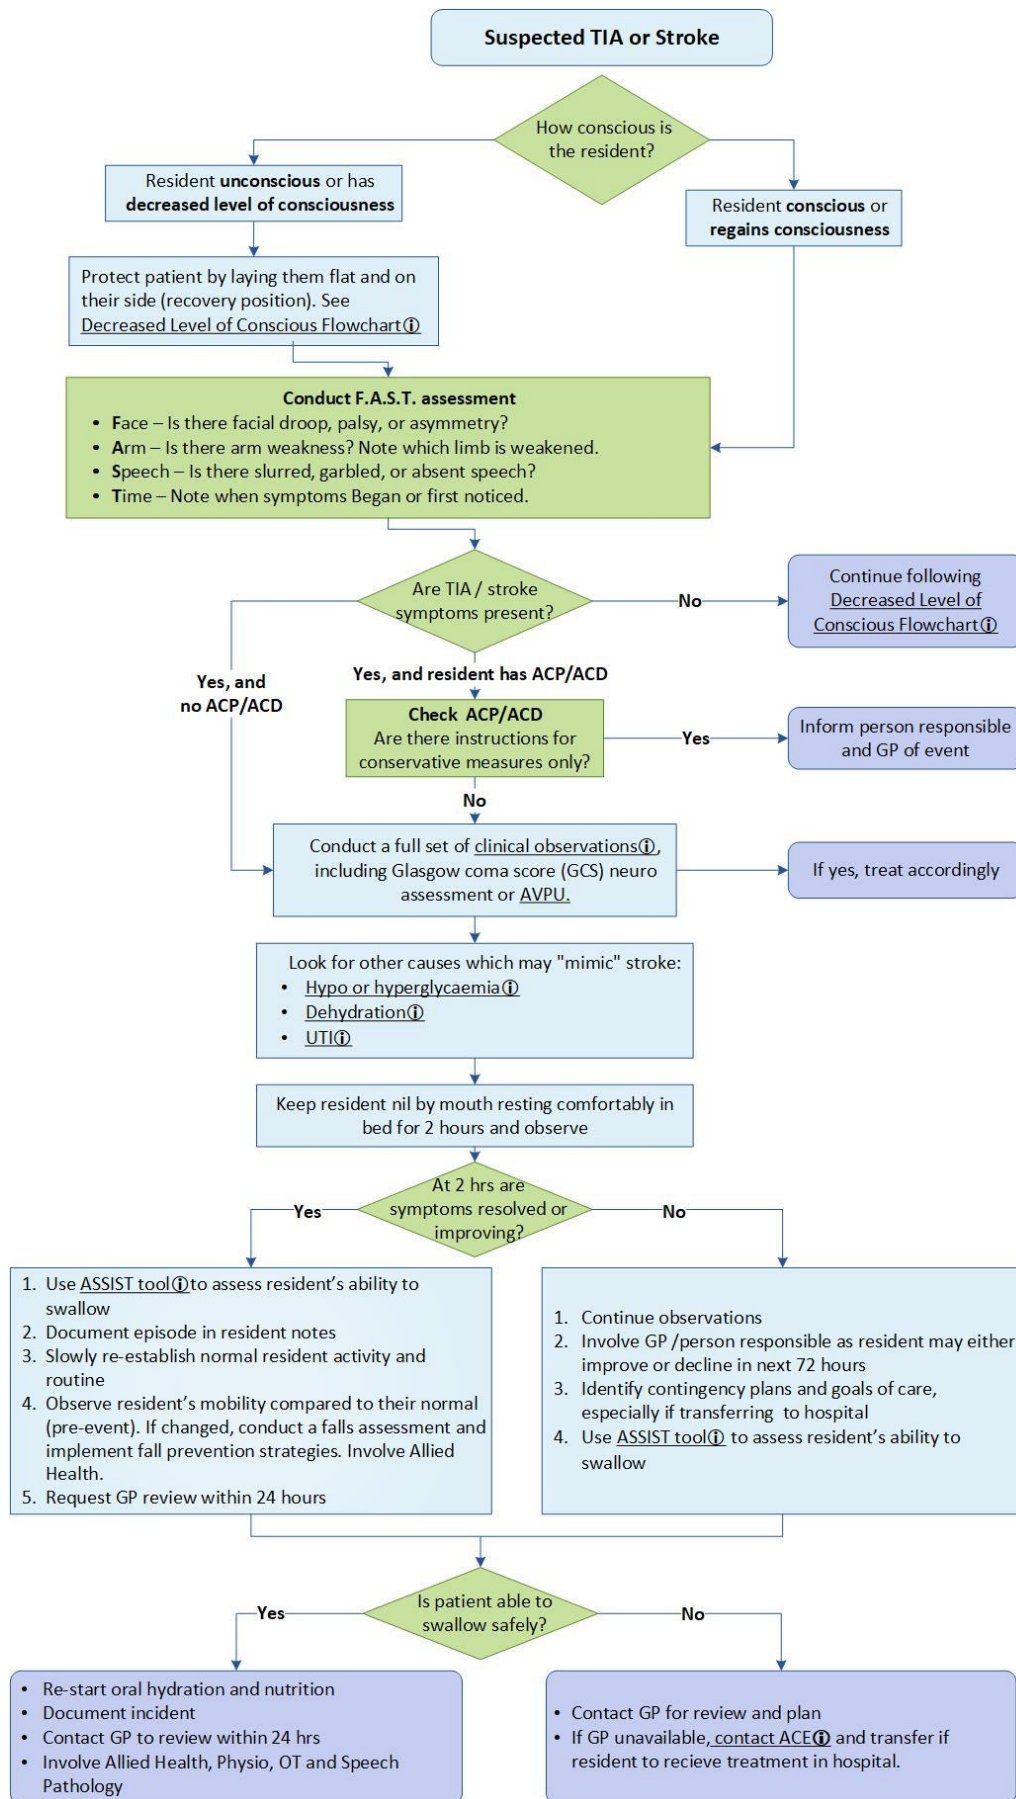 Suspected TIA or Stroke
How conscious is
the resident?
Resident unconscious or has
decreased level of consciousness
Resident conscious or
regains consciousness
Protect patient by laying them flat and on
their side (recovery position). See
Decreased Level of Conscious Flowchartⓘ
Conduct F.A.S.T. assessment
• Face – Is there facial droop, palsy, or asymmetry?
• Arm – Is there arm weakness? Note which limb is weakened.
• Speech – Is there slurred, garbled, or absent speech?
• Time – Note when symptoms Began or first noticed.
Are TIA / stroke
symptoms present?
No
Continue following
Decreased Level of
Conscious Flowchartⓘ
Yes, and
no ACP/ACD
Yes, and resident has ACP/ACD
Check ACP/ACD
Are there instructions for
conservative measures only?
Yes
Inform person responsible
and GP of event
No
Conduct a full set of clinical observationsⓘ,
including Glasgow coma score (GCS) neuro
assessment or AVPU.
If yes, treat accordingly
Look for other causes which may "mimic" stroke:
• Hypo or hyperglycaemiaⓘ
• Dehydrationⓘ
• UTIⓘ
Keep resident nil by mouth resting comfortably in
bed for 2 hours and observe
At 2 hrs are
symptoms resolved or
improving?
Yes
No
1. Use ASSIST toolⓘ to assess resident’s ability to
swallow
2. Document episode in resident notes
3. Slowly re-establish normal resident activity and
routine
4. Observe resident’s mobility compared to their normal
(pre-event). If changed, conduct a falls assessment and
implement fall prevention strategies. Involve Allied
Health.
5. Request GP review within 24 hours
1. Continue observations
2. Involve GP /person responsible as resident may either
improve or decline in next 72 hours
3. Identify contingency plans and goals of care,
especially if transferring to hospital
4. Use ASSIST toolⓘ to assess resident’s ability to
swallow
Is patient able to
swallow safely?
Yes
No
• Re-start oral hydration and nutrition
• Document incident
• Contact GP to review within 24 hrs
• Involve Allied Health, Physio, OT and Speech
Pathology
• Contact GP for review and plan
• If GP unavailable, contact ACEⓘ and transfer if
resident to recieve treatment in hospital.